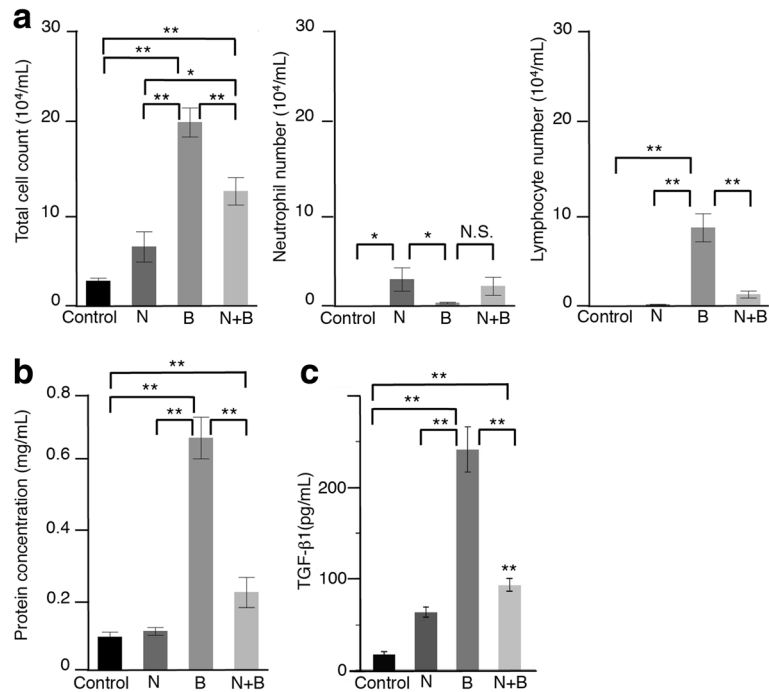 a
Total cell count (10⁴/mL)
30
20
10
0
**
**
*
**
**
Control N B N+B
Neutrophil number (10⁴/mL)
30
20
10
0
*
*
N.S.
Control N B N+B
Lymphocyte number (10⁴/mL)
30
20
10
0
**
**
**
Control N B N+B
b
Protein concentration (mg/mL)
0.8
0.6
0.4
0.2
0
**
**
**
**
Control N B N+B
c
TGF-β1(pg/mL)
200
100
0
**
**
**
**
**
Control N B N+B